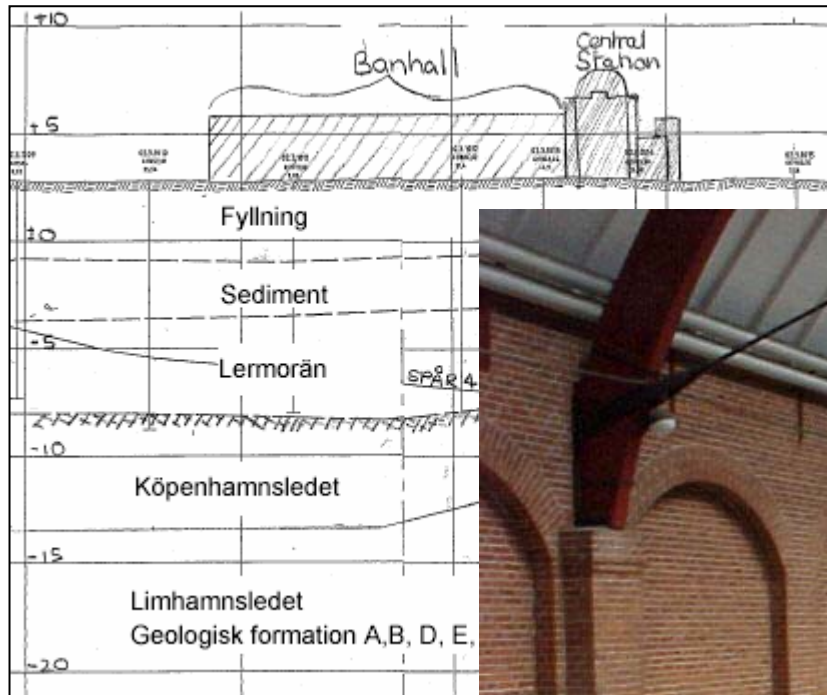 +10
Central
Station
Banhall
+5
Fyllning
±0
Sediment
-5
Lermorän
SPÅR 4
-10
Köpenhamnsledet
-15
Limhamnsledet
Geologisk formation A,B, D, E,
-20